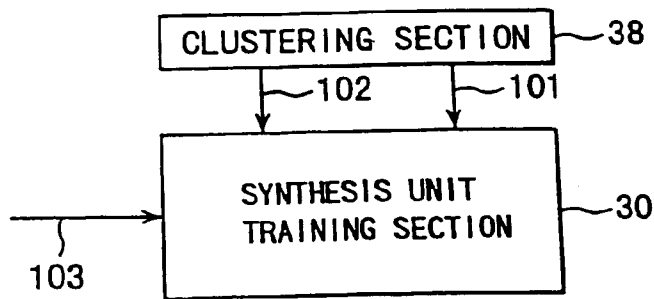 CLUSTERING SECTION
38
102
101
SYNTHESIS UNIT
TRAINING SECTION
30
103